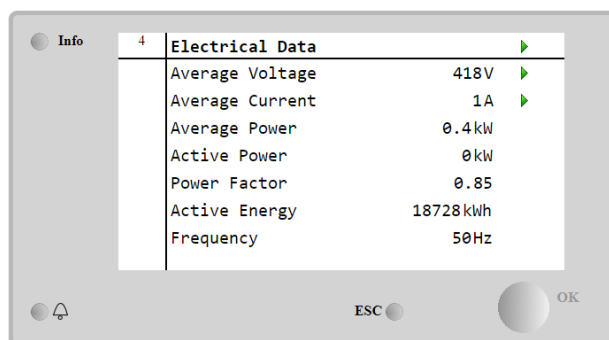 Info
4 Electrical Data
Average Voltage 418V
Average Current 1A
Average Power 0.4kW
Active Power 0kW
Power Factor 0.85
Active Energy 18728kWh
Frequency 50Hz
ESC
OK